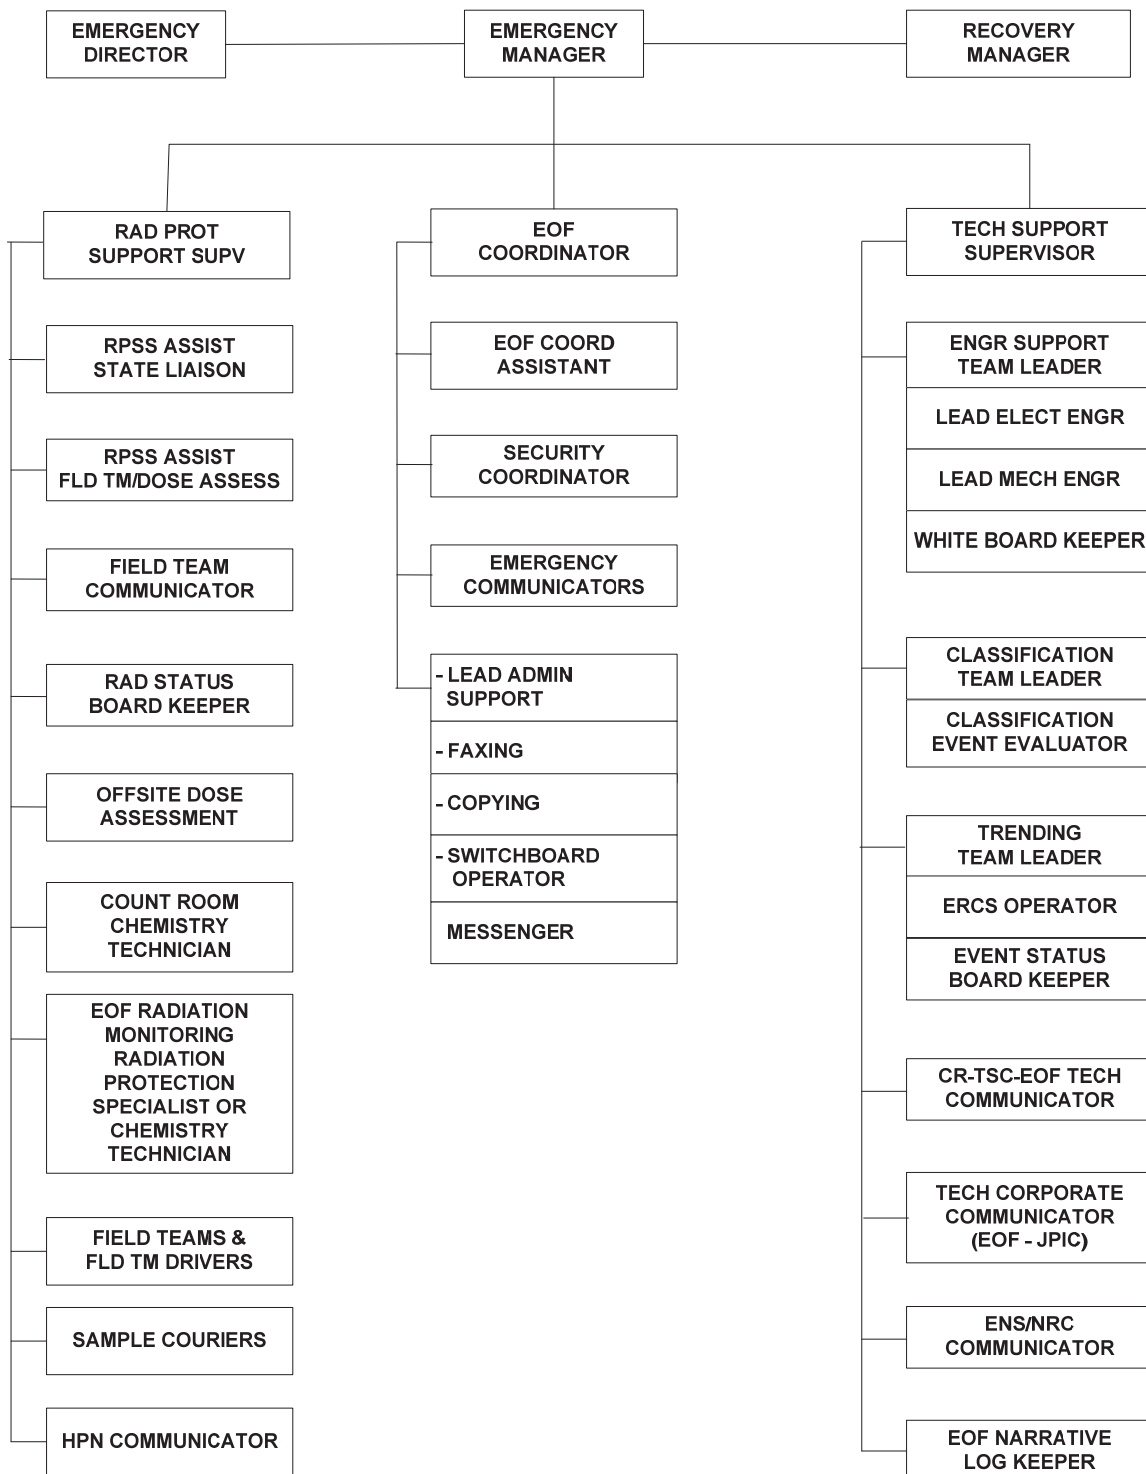 EMERGENCY
DIRECTOR
EMERGENCY
MANAGER
RECOVERY
MANAGER
RAD PROT
SUPPORT SUPV
RPSS ASSIST
STATE LIAISON
RPSS ASSIST
FLD TM/DOSE ASSESS
FIELD TEAM
COMMUNICATOR
RAD STATUS
BOARD KEEPER
OFFSITE DOSE
ASSESSMENT
COUNT ROOM
CHEMISTRY
TECHNICIAN
EOF RADIATION
MONITORING
RADIATION
PROTECTION
SPECIALIST OR
CHEMISTRY
TECHNICIAN
FIELD TEAMS &
FLD TM DRIVERS
SAMPLE COURIERS
HPN COMMUNICATOR
EOF
COORDINATOR
EOF COORD
ASSISTANT
SECURITY
COORDINATOR
EMERGENCY
COMMUNICATORS
- LEAD ADMIN
SUPPORT
- FAXING
- COPYING
- SWITCHBOARD
OPERATOR
MESSENGER
TECH SUPPORT
SUPERVISOR
ENGR SUPPORT
TEAM LEADER
LEAD ELECT ENGR
LEAD MECH ENGR
WHITE BOARD KEEPER
CLASSIFICATION
TEAM LEADER
CLASSIFICATION
EVENT EVALUATOR
TRENDING
TEAM LEADER
ERCS OPERATOR
EVENT STATUS
BOARD KEEPER
CR-TSC-EOF TECH
COMMUNICATOR
TECH CORPORATE
COMMUNICATOR
(EOF - JPIC)
ENS/NRC
COMMUNICATOR
EOF NARRATIVE
LOG KEEPER